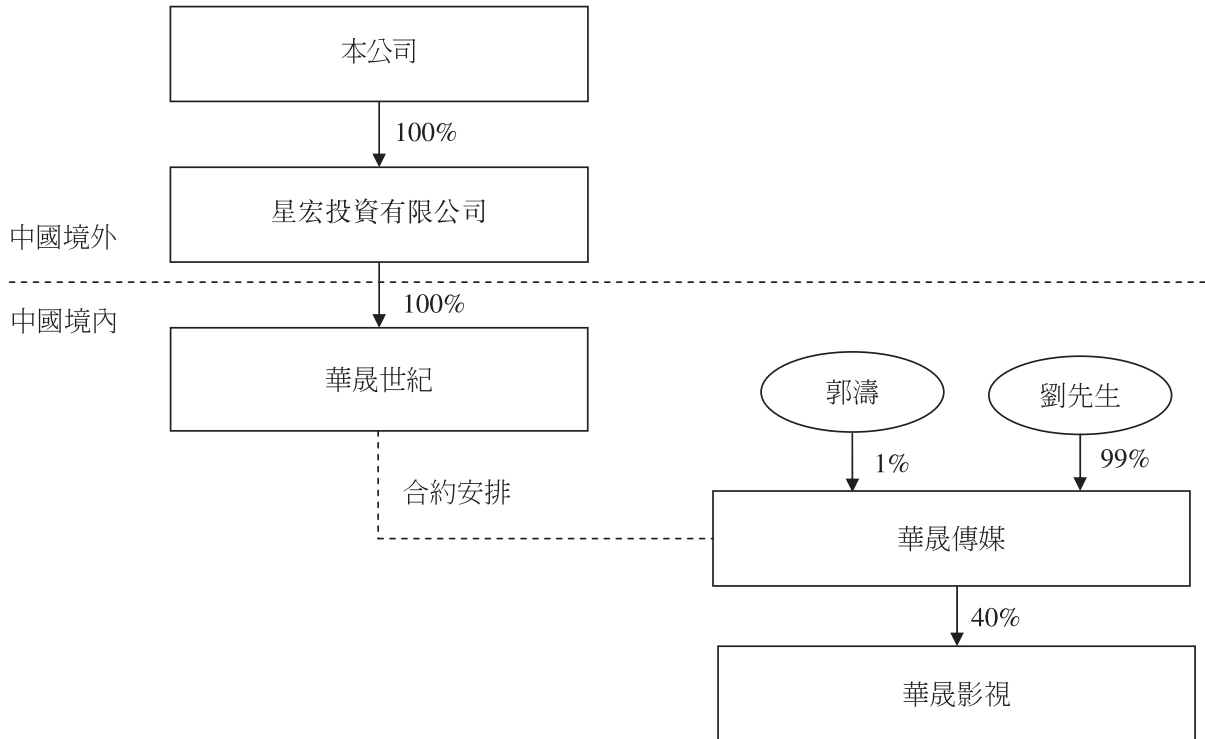 本公司
100%
星宏投資有限公司
中國境外
100%
中國境內
華晟世紀
郭濤
劉先生
1%
99%
合約安排
華晟傳媒
40%
華晟影視